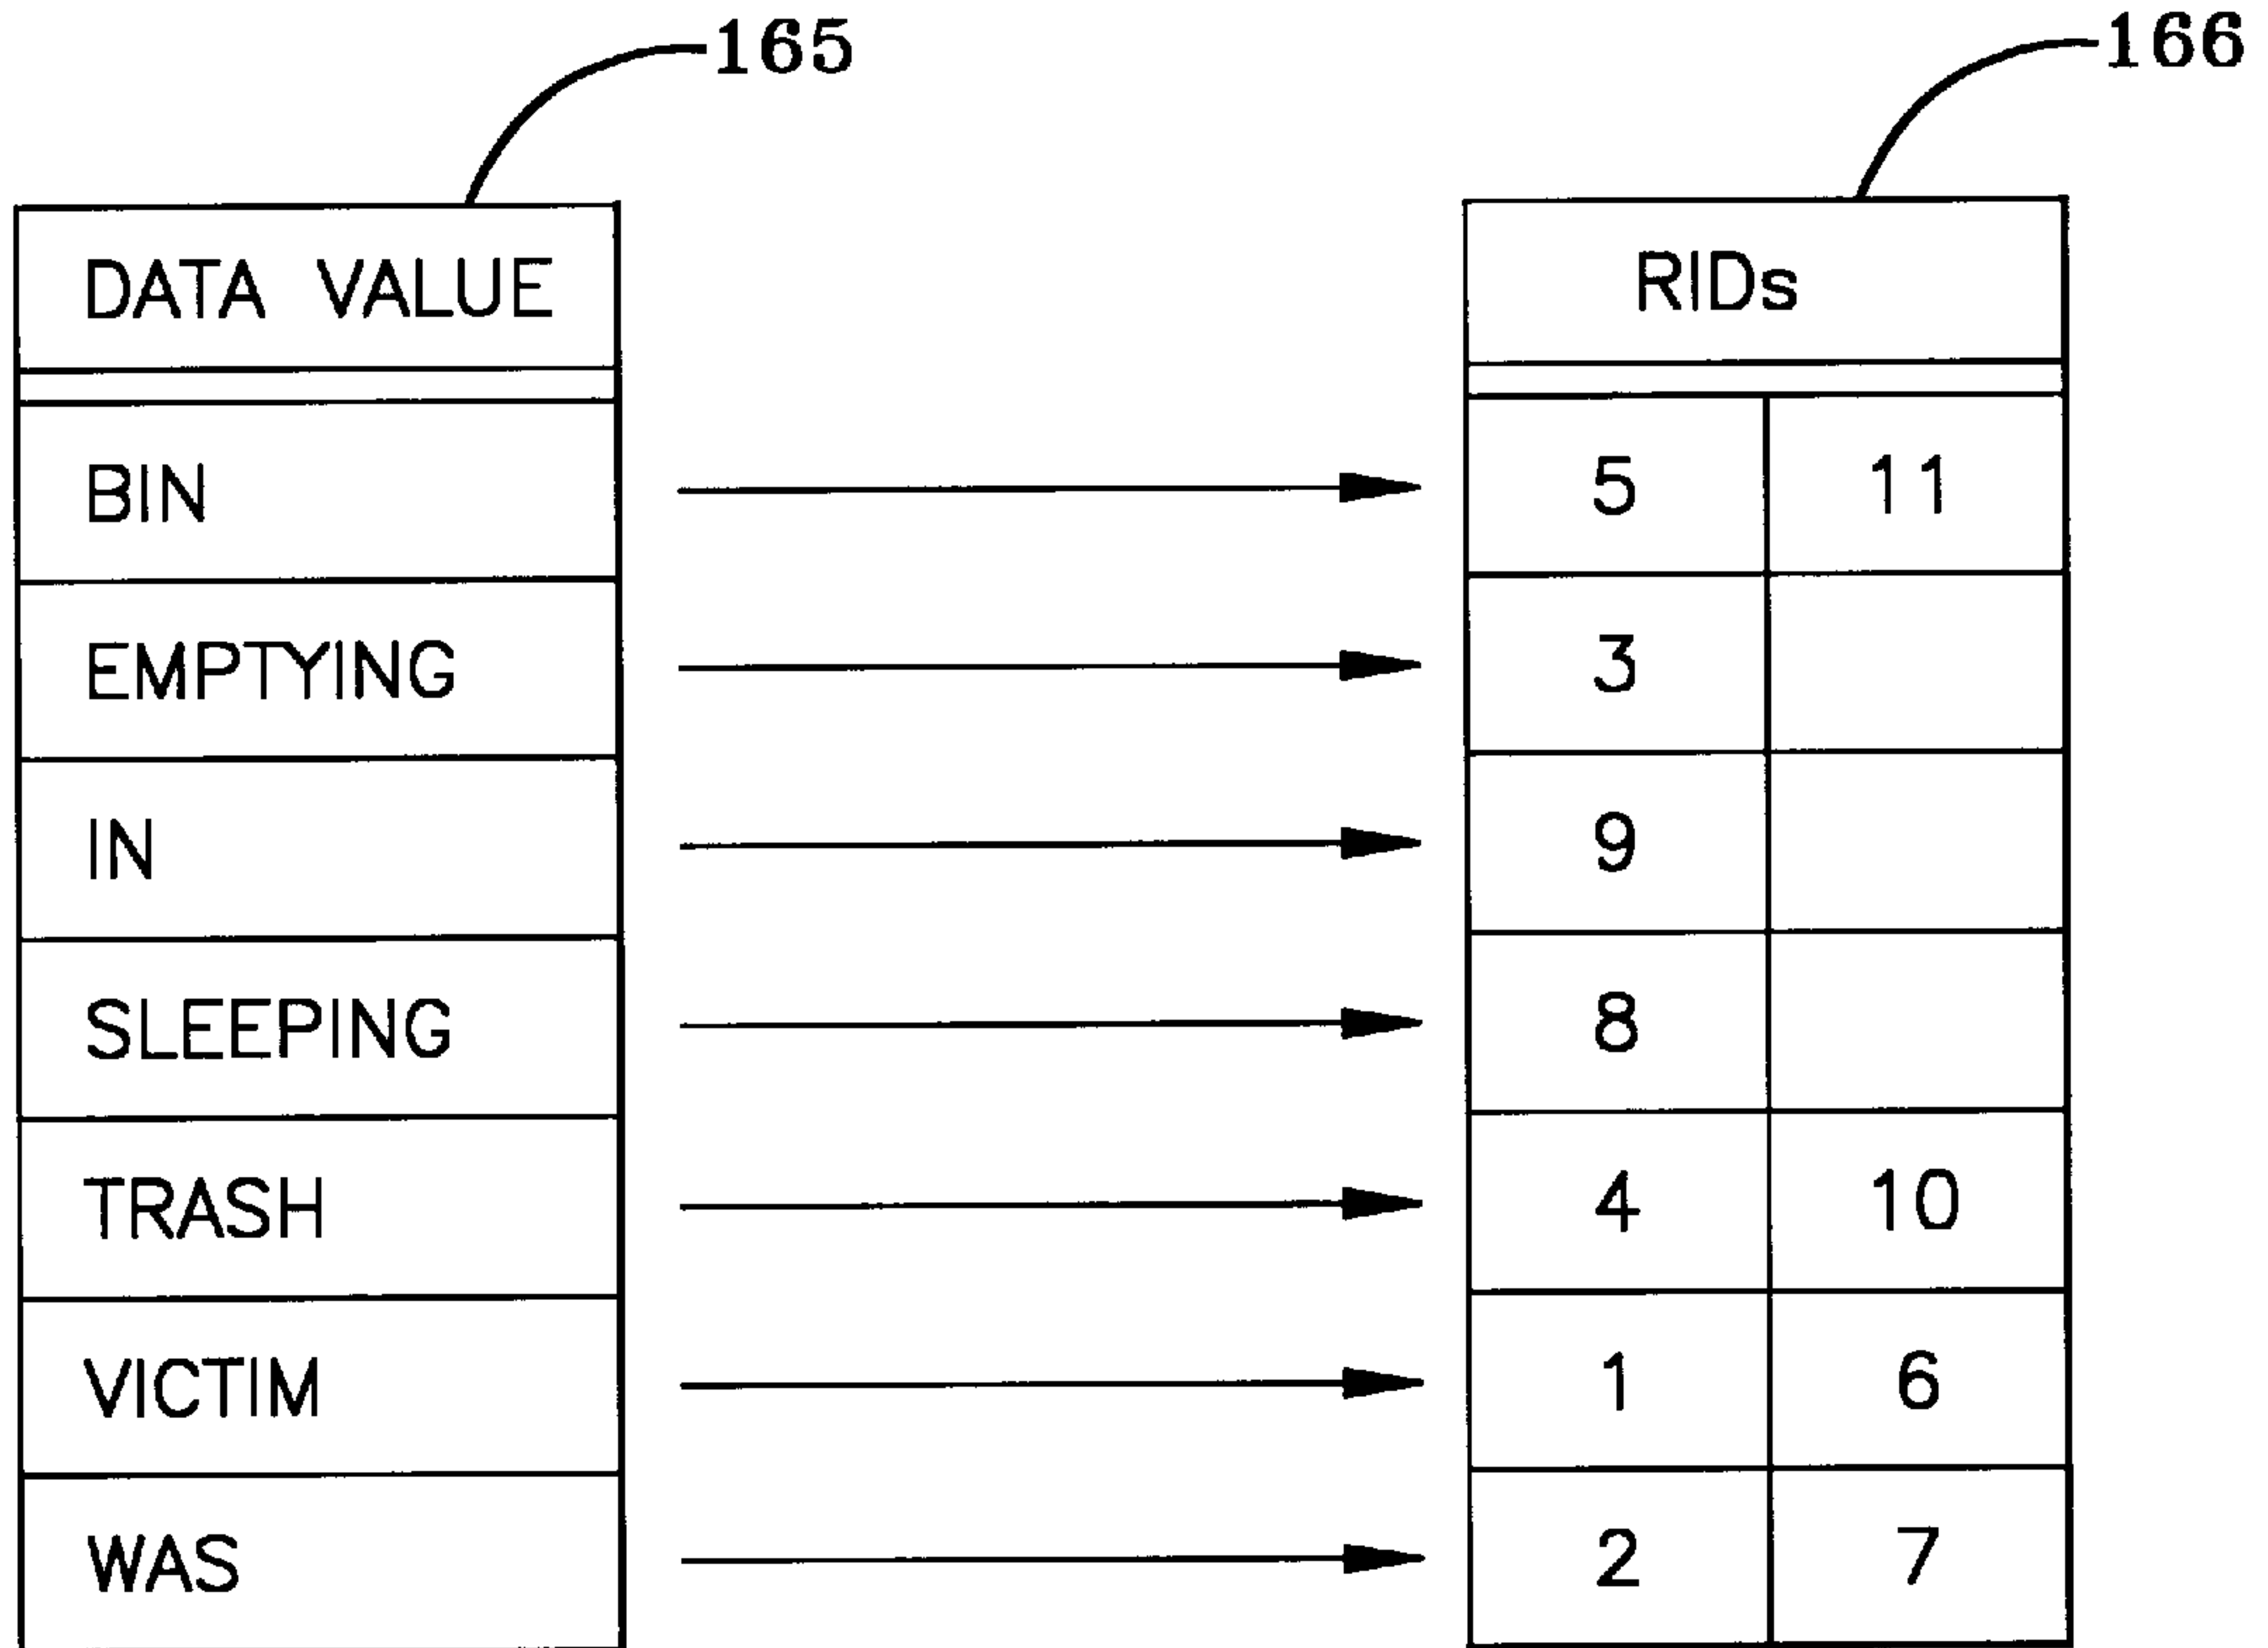 165 166
DATA VALUE RIDs
BIN 5 11
EMPTYING 3
IN 9
SLEEPING 8
TRASH 4 10
VICTIM 1 6
WAS 2 7